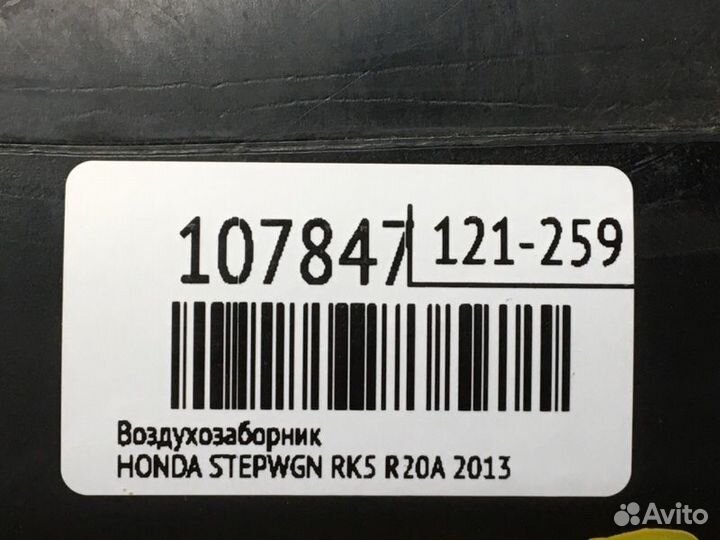 107847
121-259
Воздухозаборник
HONDA STEPWGN RK5 R20A 2013
Avito